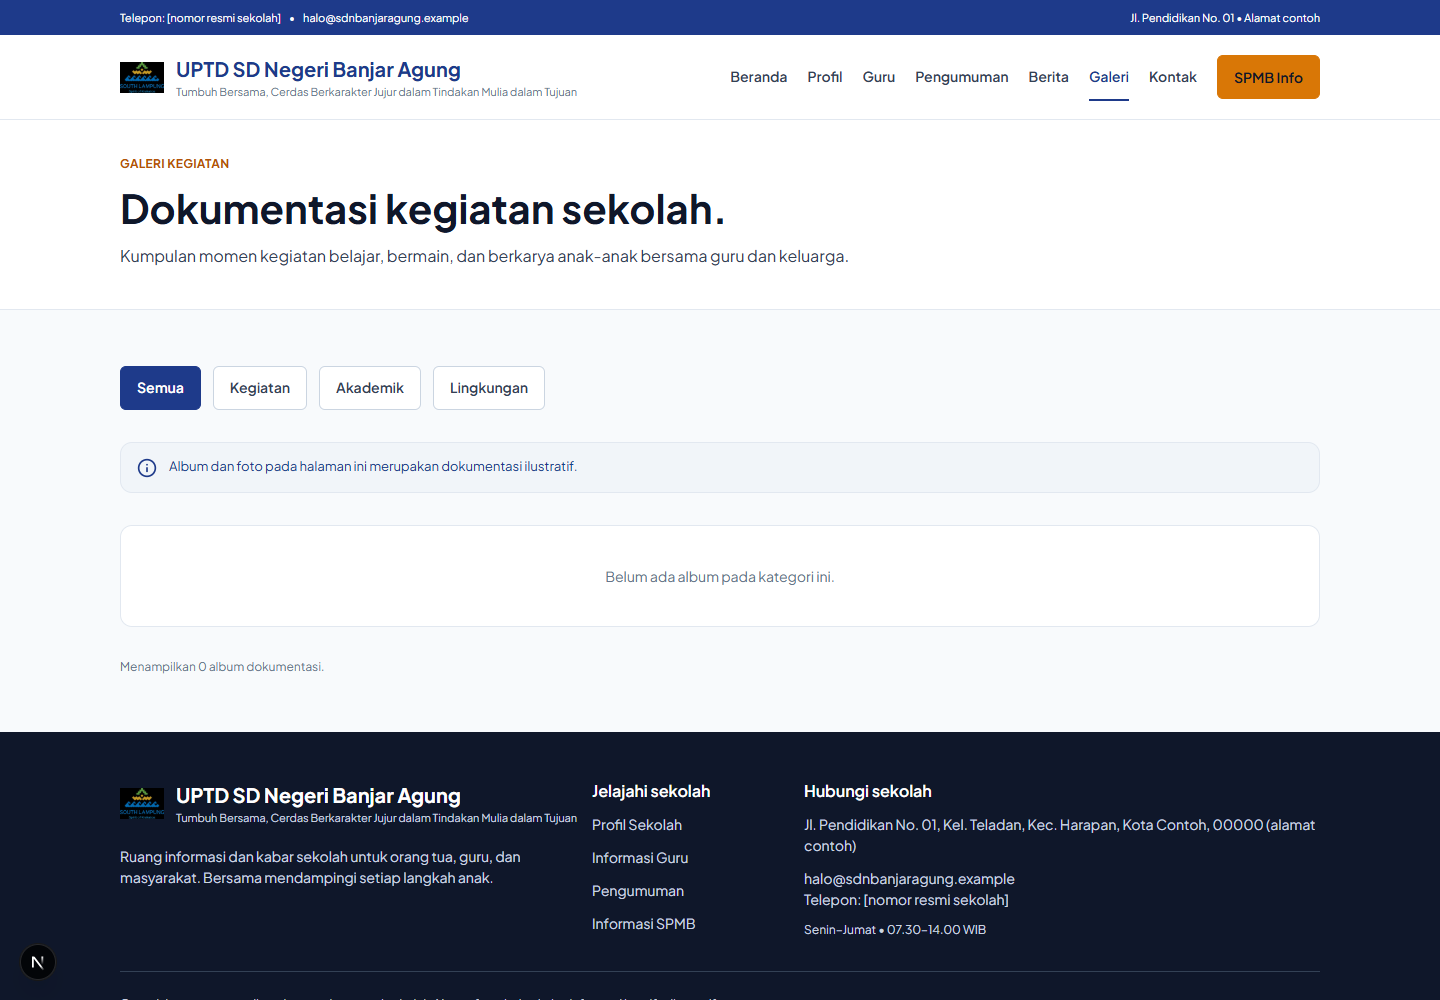 Telepon: [nomor resmi sekolah] • halo@sdnbanjaragung.example
Jl. Pendidikan No. 01 • Alamat contoh
UPTD SD Negeri Banjar Agung
Tumbuh Bersama, Cerdas Berkarakter Jujur dalam Tindakan Mulia dalam Tujuan
Beranda Profil Guru Pengumuman Berita Galeri Kontak SPMB Info
GALERI KEGIATAN
Dokumentasi kegiatan sekolah.
Kumpulan momen kegiatan belajar, bermain, dan berkarya anak-anak bersama guru dan keluarga.
Semua Kegiatan Akademik Lingkungan
Album dan foto pada halaman ini merupakan dokumentasi ilustratif.
Belum ada album pada kategori ini.
Menampilkan 0 album dokumentasi.
UPTD SD Negeri Banjar Agung
Tumbuh Bersama, Cerdas Berkarakter Jujur dalam Tindakan Mulia dalam Tujuan
Ruang informasi dan kabar sekolah untuk orang tua, guru, dan
masyarakat. Bersama mendampingi setiap langkah anak.
Jelajahi sekolah
Profil Sekolah
Informasi Guru
Pengumuman
Informasi SPMB
Hubungi sekolah
Jl. Pendidikan No. 01, Kel. Teladan, Kec. Harapan, Kota Contoh, 00000 (alamat
contoh)
halo@sdnbanjaragung.example
Telepon: [nomor resmi sekolah]
Senin–Jumat • 07.30–14.00 WIB
N